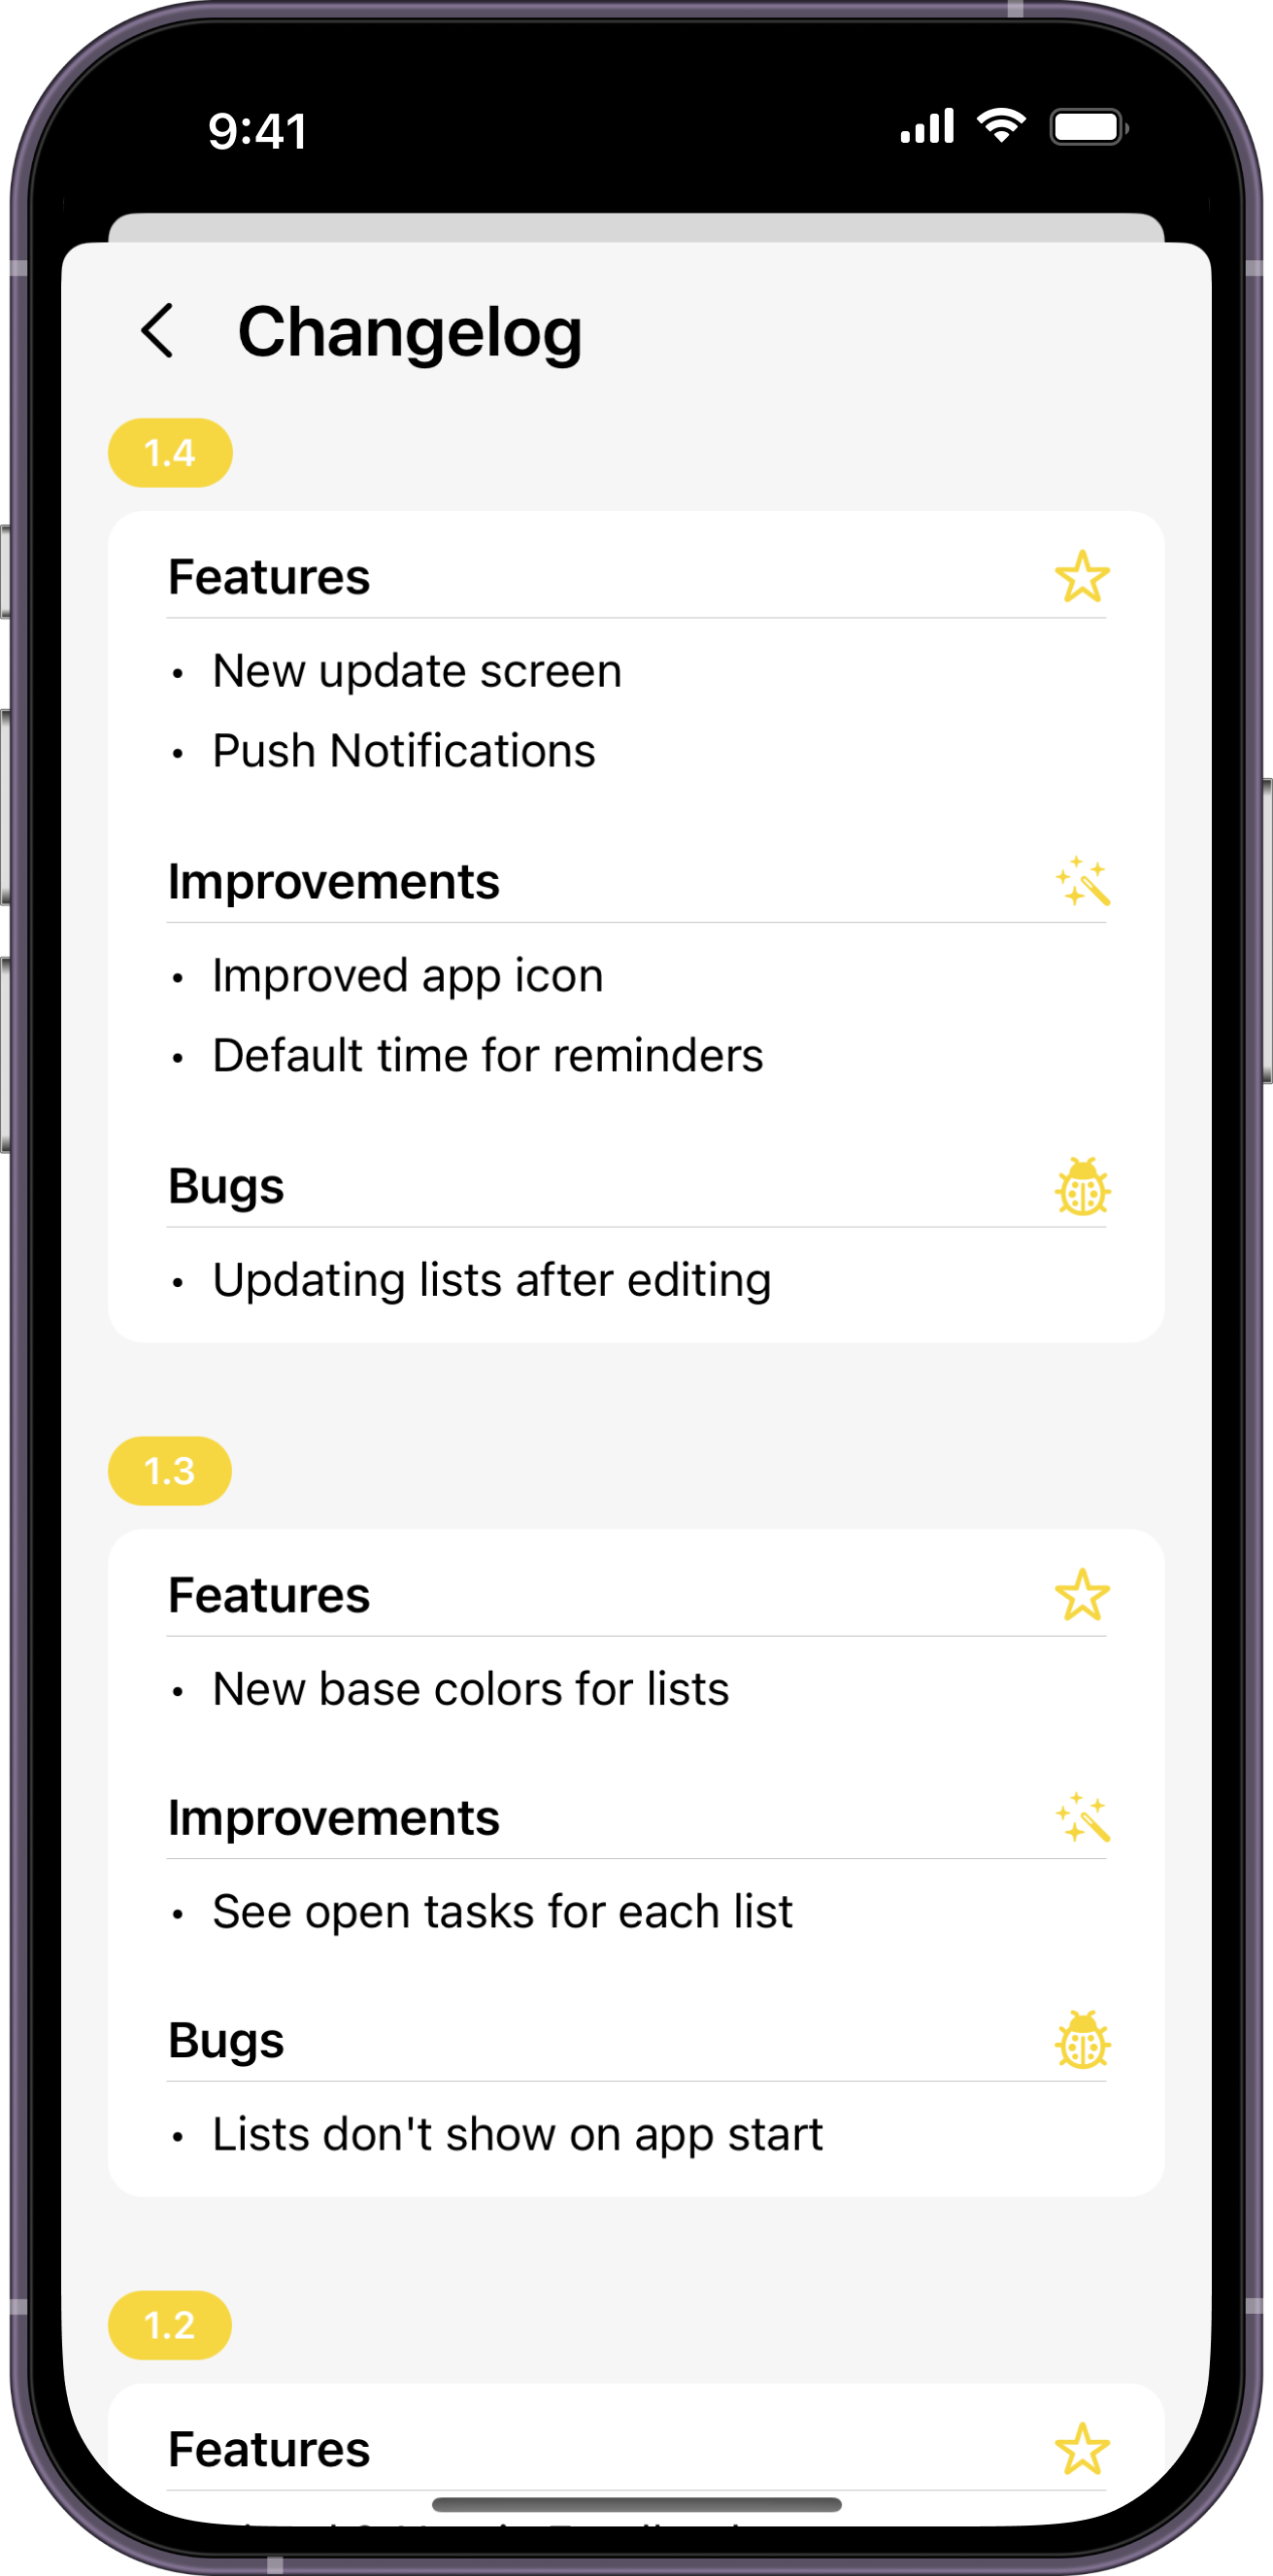 9:41
Changelog
1.4
Features
• New update screen
• Push Notifications
Improvements
• Improved app icon
• Default time for reminders
Bugs
• Updating lists after editing
1.3
Features
• New base colors for lists
Improvements
• See open tasks for each list
Bugs
• Lists don't show on app start
1.2
Features